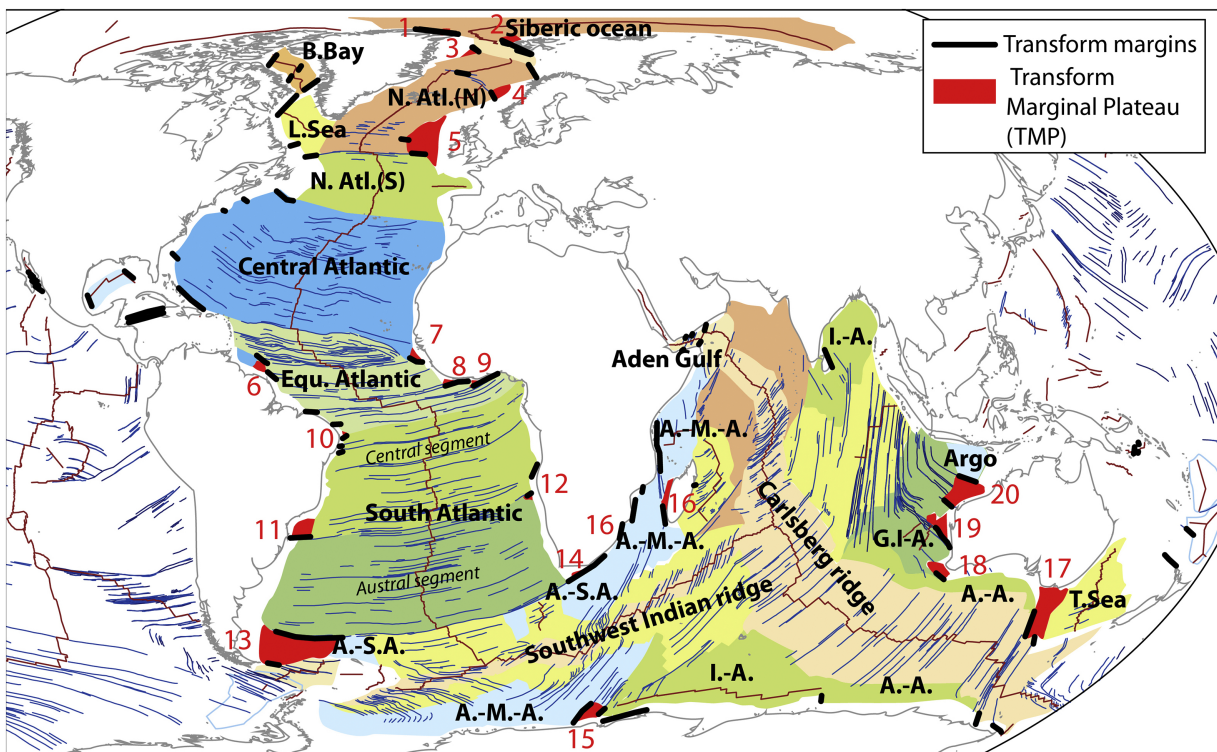 1
2
Siberic ocean
B.Bay
3
N. Atl.(N)
4
L.Sea
5
N. Atl.(S)
Transform margins
Transform
Marginal Plateau
(TMP)
Central Atlantic
7
8
9
6
Equ. Atlantic
Aden Gulf
I.-A.
10
Central segment
A.-M.-A.
Argo
12
16
20
11
South Atlantic
16
A.-M.-A.
Carlsberg ridge
G.I-A.
19
14
Austral segment
A.-S.A.
18
17
A.-A.
T.Sea
13
A.-S.A.
Southwest Indian ridge
I.-A.
A.-A.
A.-M.-A.
15